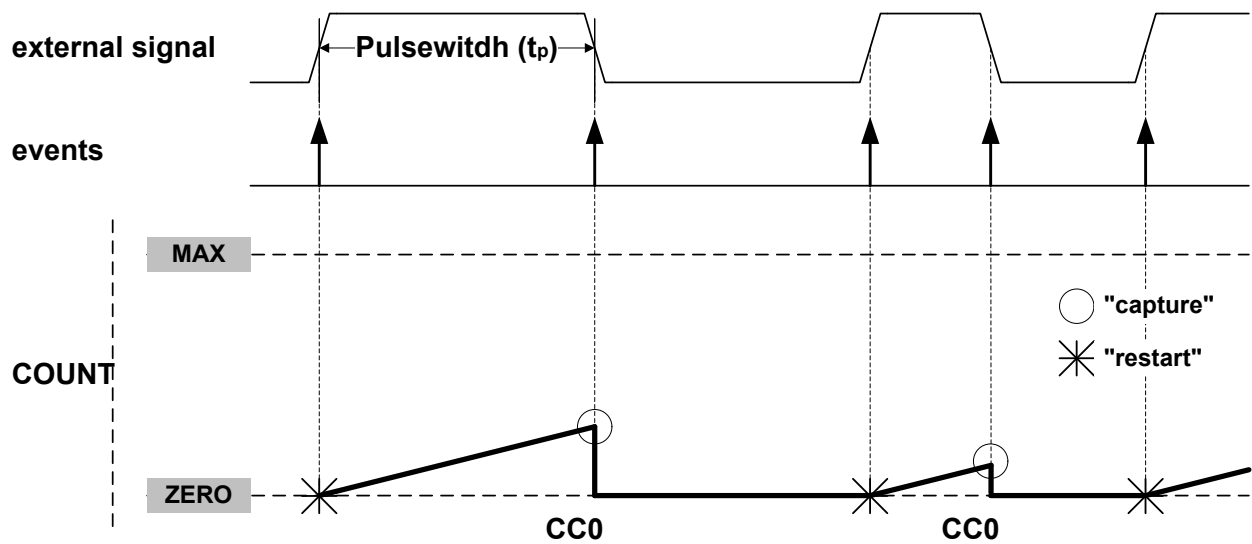 external signal
Pulsewitdh (tp)
events
MAX
"capture"
"restart"
COUNT
ZERO
CC0
CC0